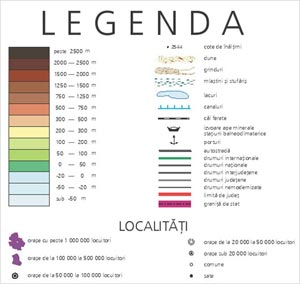 LEGENDA
peste 2500 m
2000 — 2500 m
1500 — 2000 m
1250 — 1500 m
1000 — 1250 m
750 — 1000 m
500 — 750 m
250 — 500 m
100 — 250 m
50 — 100 m
20 — 50 m
0 — 20 m
-20 — 0 m
-50 — -20 m
sub -50 m
cote de înălțimi
dune
grinduri
mlaștini și stufăriș
lacuri
canaluri
căi ferate
izvoare ape minerale
stațiuni balneoclimaterice
porturi
autostradă
drumuri internaționale
drumuri naționale
drumuri interjudețene
drumuri județene
drumuri nemodernizate
limită de județ
graniță de stat
LOCALITĂȚI
orașe cu peste 1 000 000 locuitori
orașe de la 100 000 la 500 000 locuitori
orașe de la 50 000 la 100 000 locuitori
orașe de la 20 000 la 50 000 locuitori
orașe sub 20 000 locuitori
comune
sate